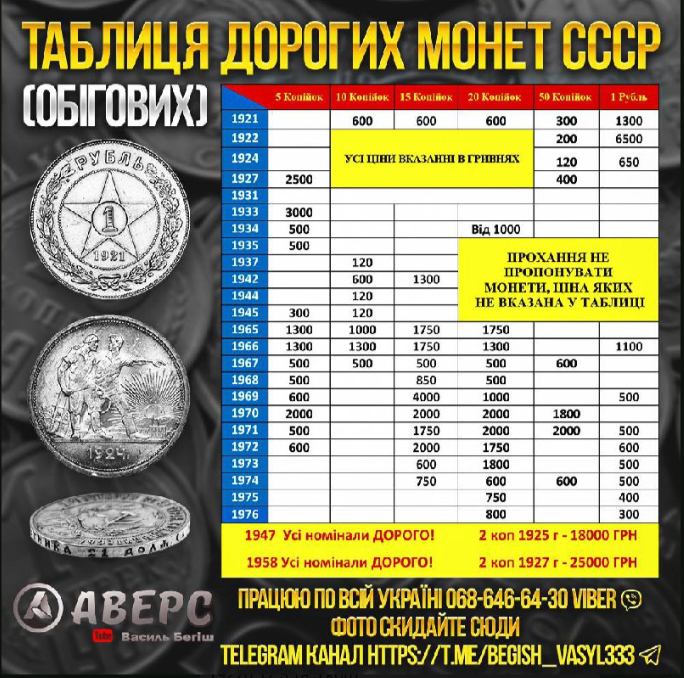 ТАБЛИЦЯ ДОРОГИХ МОНЕТ СССР
(ОБІГОВИХ)
5 Копійок 10 Копійок 15 Копійок 20 Копійок 50 Копійок 1 Рубль
1921 600 600 600 300 1300
1922 200 6500
УСІ ЦІНИ ВКАЗАННІ В ГРИВНЯХ
1924 120 650
1927 2500 400
1931
1933 3000
1934 500 Від 1000
1935 500
ПРОХАННЯ НЕ
ПРОПОНУВАТИ
МОНЕТИ, ЦІНА ЯКИХ
НЕ ВКАЗАНА У ТАБЛИЦІ
1937 120
1942 600 1300
1944 120
1945 300 120
1965 1300 1000 1750 1750
1966 1300 1300 1750 1300 1100
1967 500 500 500 500 600
1968 500 850 500
1969 600 4000 1000 500
1970 2000 2000 2000 1800
1971 500 1750 2000 2000 500
1972 600 2000 1750 600
1973 600 1800 500
1974 750 600 600 500
1975 750 400
1976 800 300
1947 Усі номінали ДОРОГО! 2 коп 1925 г - 18000 ГРН
1958 Усі номінали ДОРОГО! 2 коп 1927 г - 25000 ГРН
РУБЛЬ
1
1921
1924
АВЕРС
Василь Бегіш
ПРАЦЮЮ ПО ВСІЙ УКРАЇНІ 068-646-64-30 VIBER
ФОТО СКИДАЙТЕ СЮДИ
TELEGRAM КАНАЛ HTTPS://T.ME/BEGISH_VASYL333